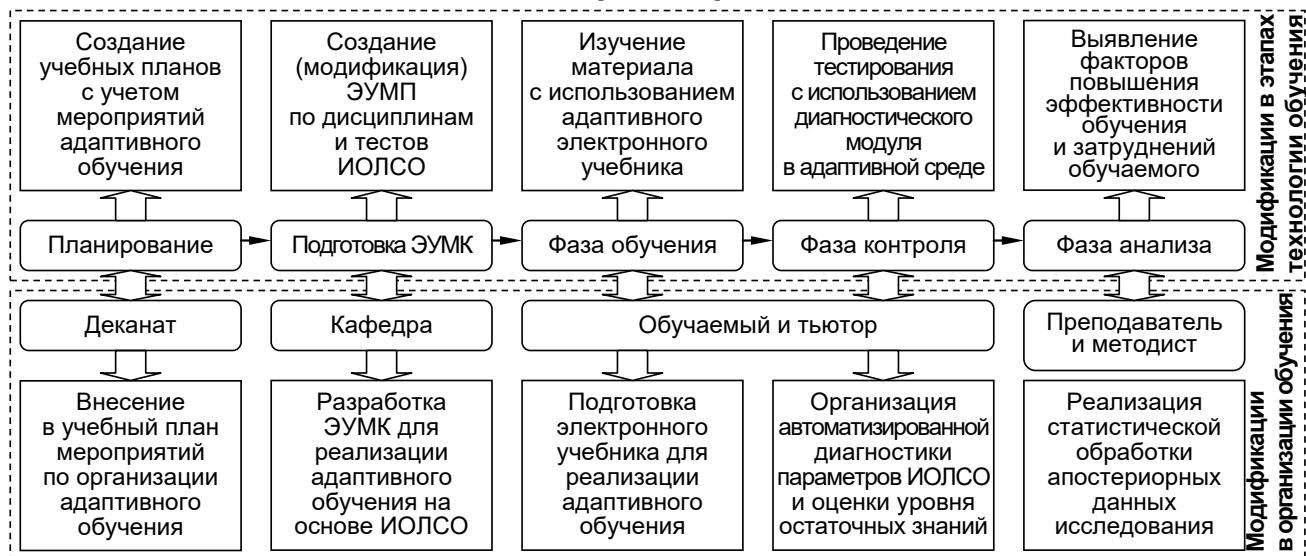 Создание
учебных планов
с учетом
мероприятий
адаптивного
обучения
Создание
(модификация)
ЭУМП
по дисциплинам
и тестов
ИОЛСО
Изучение
материала
с использованием
адаптивного
электронного
учебника
Проведение
тестирования
с использованием
диагностического
модуля
в адаптивной среде
Выявление
факторов
повышения
эффективности
обучения
и затруднений
обучаемого
Модификации в этапах
технологии обучения
Планирование
Подготовка ЭУМК
Фаза обучения
Фаза контроля
Фаза анализа
Деканат
Кафедра
Обучаемый и тьютор
Преподаватель
и методист
Внесение
в учебный план
мероприятий
по организации
адаптивного
обучения
Разработка
ЭУМК для
реализации
адаптивного
обучения на
основе ИОЛСО
Подготовка
электронного
учебника для
реализации
адаптивного
обучения
Организация
автоматизированной
диагностики
параметров ИОЛСО
и оценки уровня
остаточных знаний
Реализация
статистической
обработки
апостериорных
данных
исследования
Модификации
в организации обучения